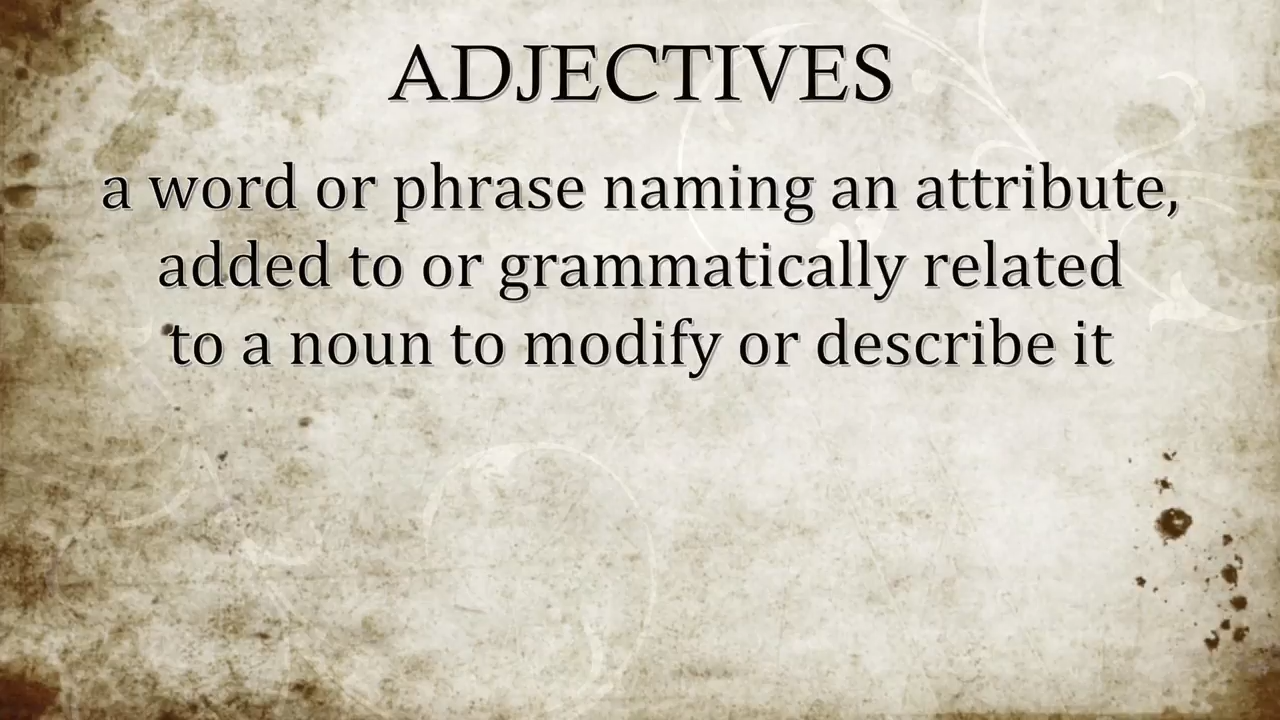 ADJECTIVES
a word or phrase naming an attribute,
added to or grammatically related
to a noun to modify or describe it